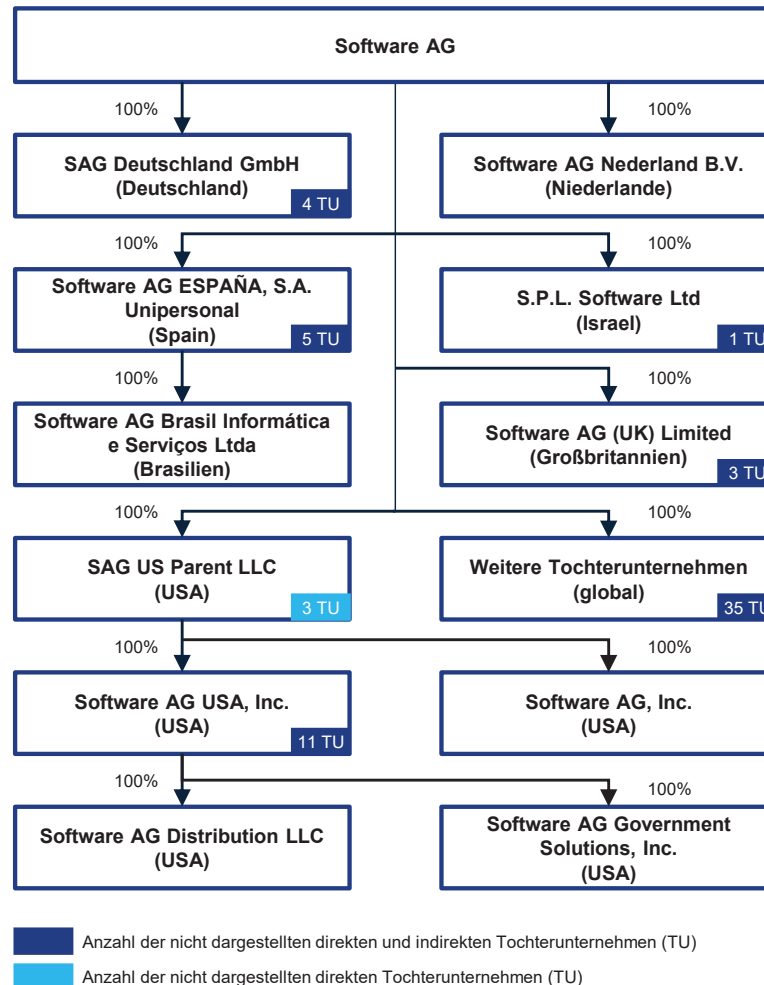 Software AG
100%
100%
SAG Deutschland GmbH
(Deutschland)
4 TU
Software AG Nederland B.V.
(Niederlande)
100%
100%
Software AG ESPAÑA, S.A.
Unipersonal
(Spain)
5 TU
S.P.L. Software Ltd
(Israel)
1 TU
100%
100%
Software AG Brasil Informática
e Serviços Ltda
(Brasilien)
Software AG (UK) Limited
(Großbritannien)
3 TU
100%
100%
SAG US Parent LLC
(USA)
3 TU
Weitere Tochterunternehmen
(global)
35 TU
100%
100%
Software AG USA, Inc.
(USA)
11 TU
Software AG, Inc.
(USA)
100%
100%
Software AG Distribution LLC
(USA)
Software AG Government
Solutions, Inc.
(USA)
Anzahl der nicht dargestellten direkten und indirekten Tochterunternehmen (TU)
Anzahl der nicht dargestellten direkten Tochterunternehmen (TU)